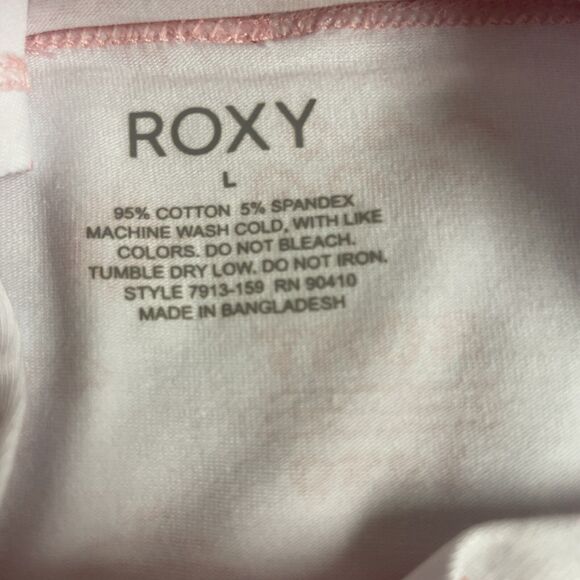 ROXY
L
95% COTTON 5% SPANDEX
MACHINE WASH COLD, WITH LIKE
COLORS. DO NOT BLEACH.
TUMBLE DRY LOW. DO NOT IRON.
STYLE 7913-159 RN 90410
MADE IN BANGLADESH